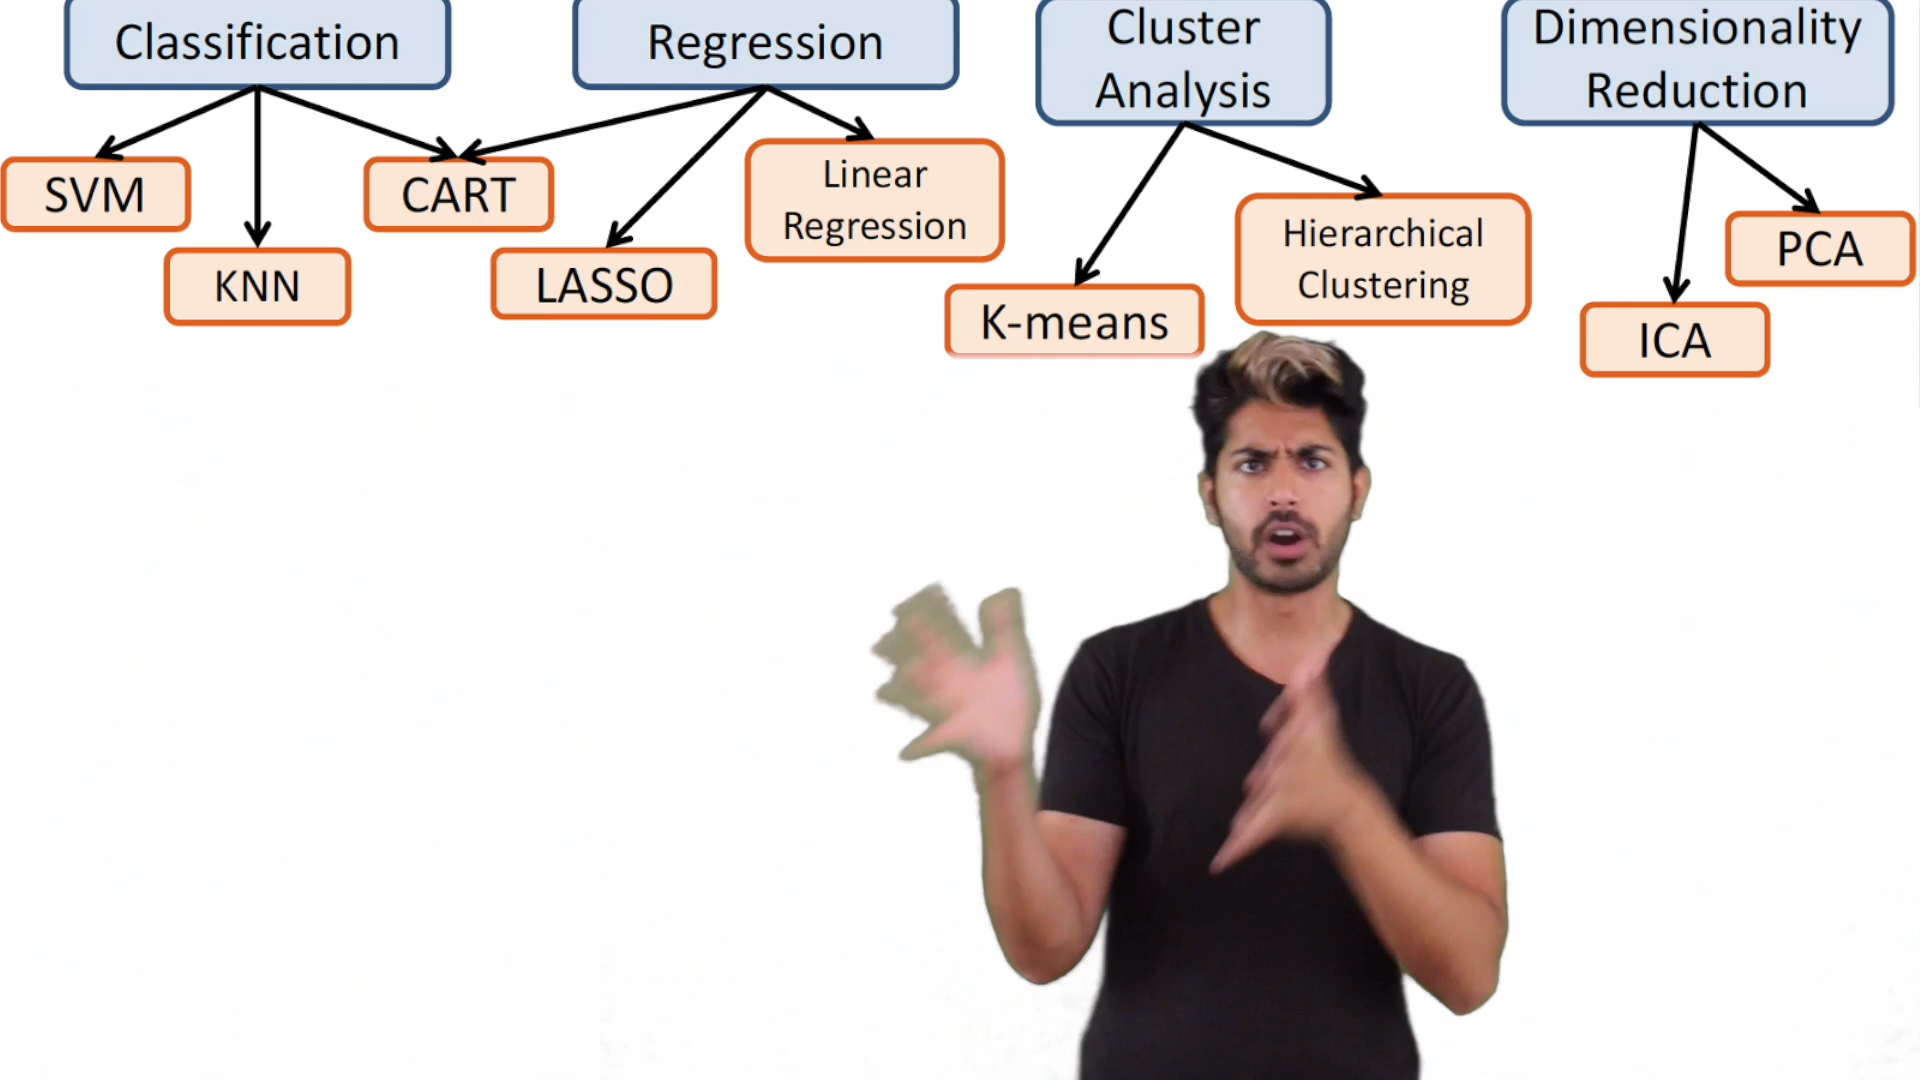 Classification
Regression
Cluster
Analysis
Dimensionality
Reduction
SVM
KNN
CART
LASSO
Linear
Regression
K-means
Hierarchical
Clustering
ICA
PCA